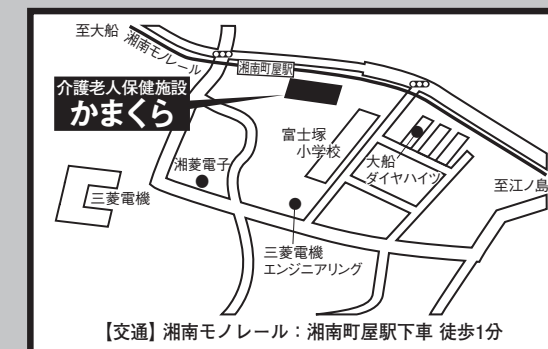 至大船
湘南モノレール
湘南町屋駅
介護老人保健施設
かまくら
富士塚
小学校
湘菱電子
大船
ダイヤハイツ
至江ノ島
三菱電機
三菱電機
エンジニアリング
【交通】湘南モノレール：湘南町屋駅下車 徒歩1分